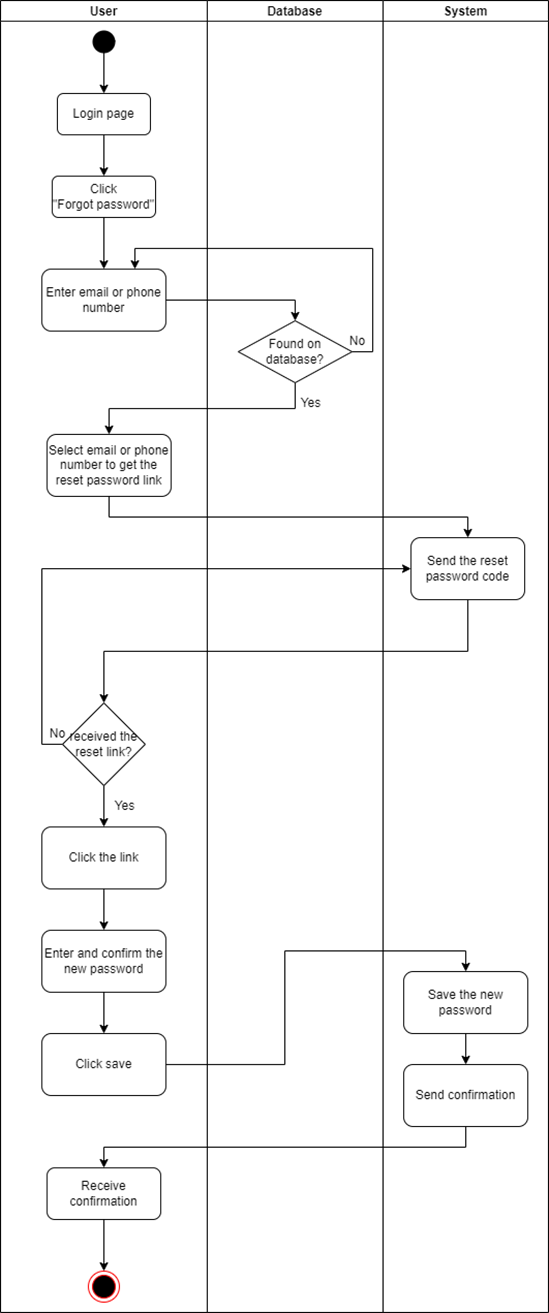 User
Database
System
Login page
Click
"Forgot password"
Enter email or phone
number
Found on
database?
No
Yes
Select email or phone
number to get the
reset password link
Send the reset
password code
No
received the
reset link?
Yes
Click the link
Enter and confirm the
new password
Save the new
password
Click save
Send confirmation
Receive
confirmation